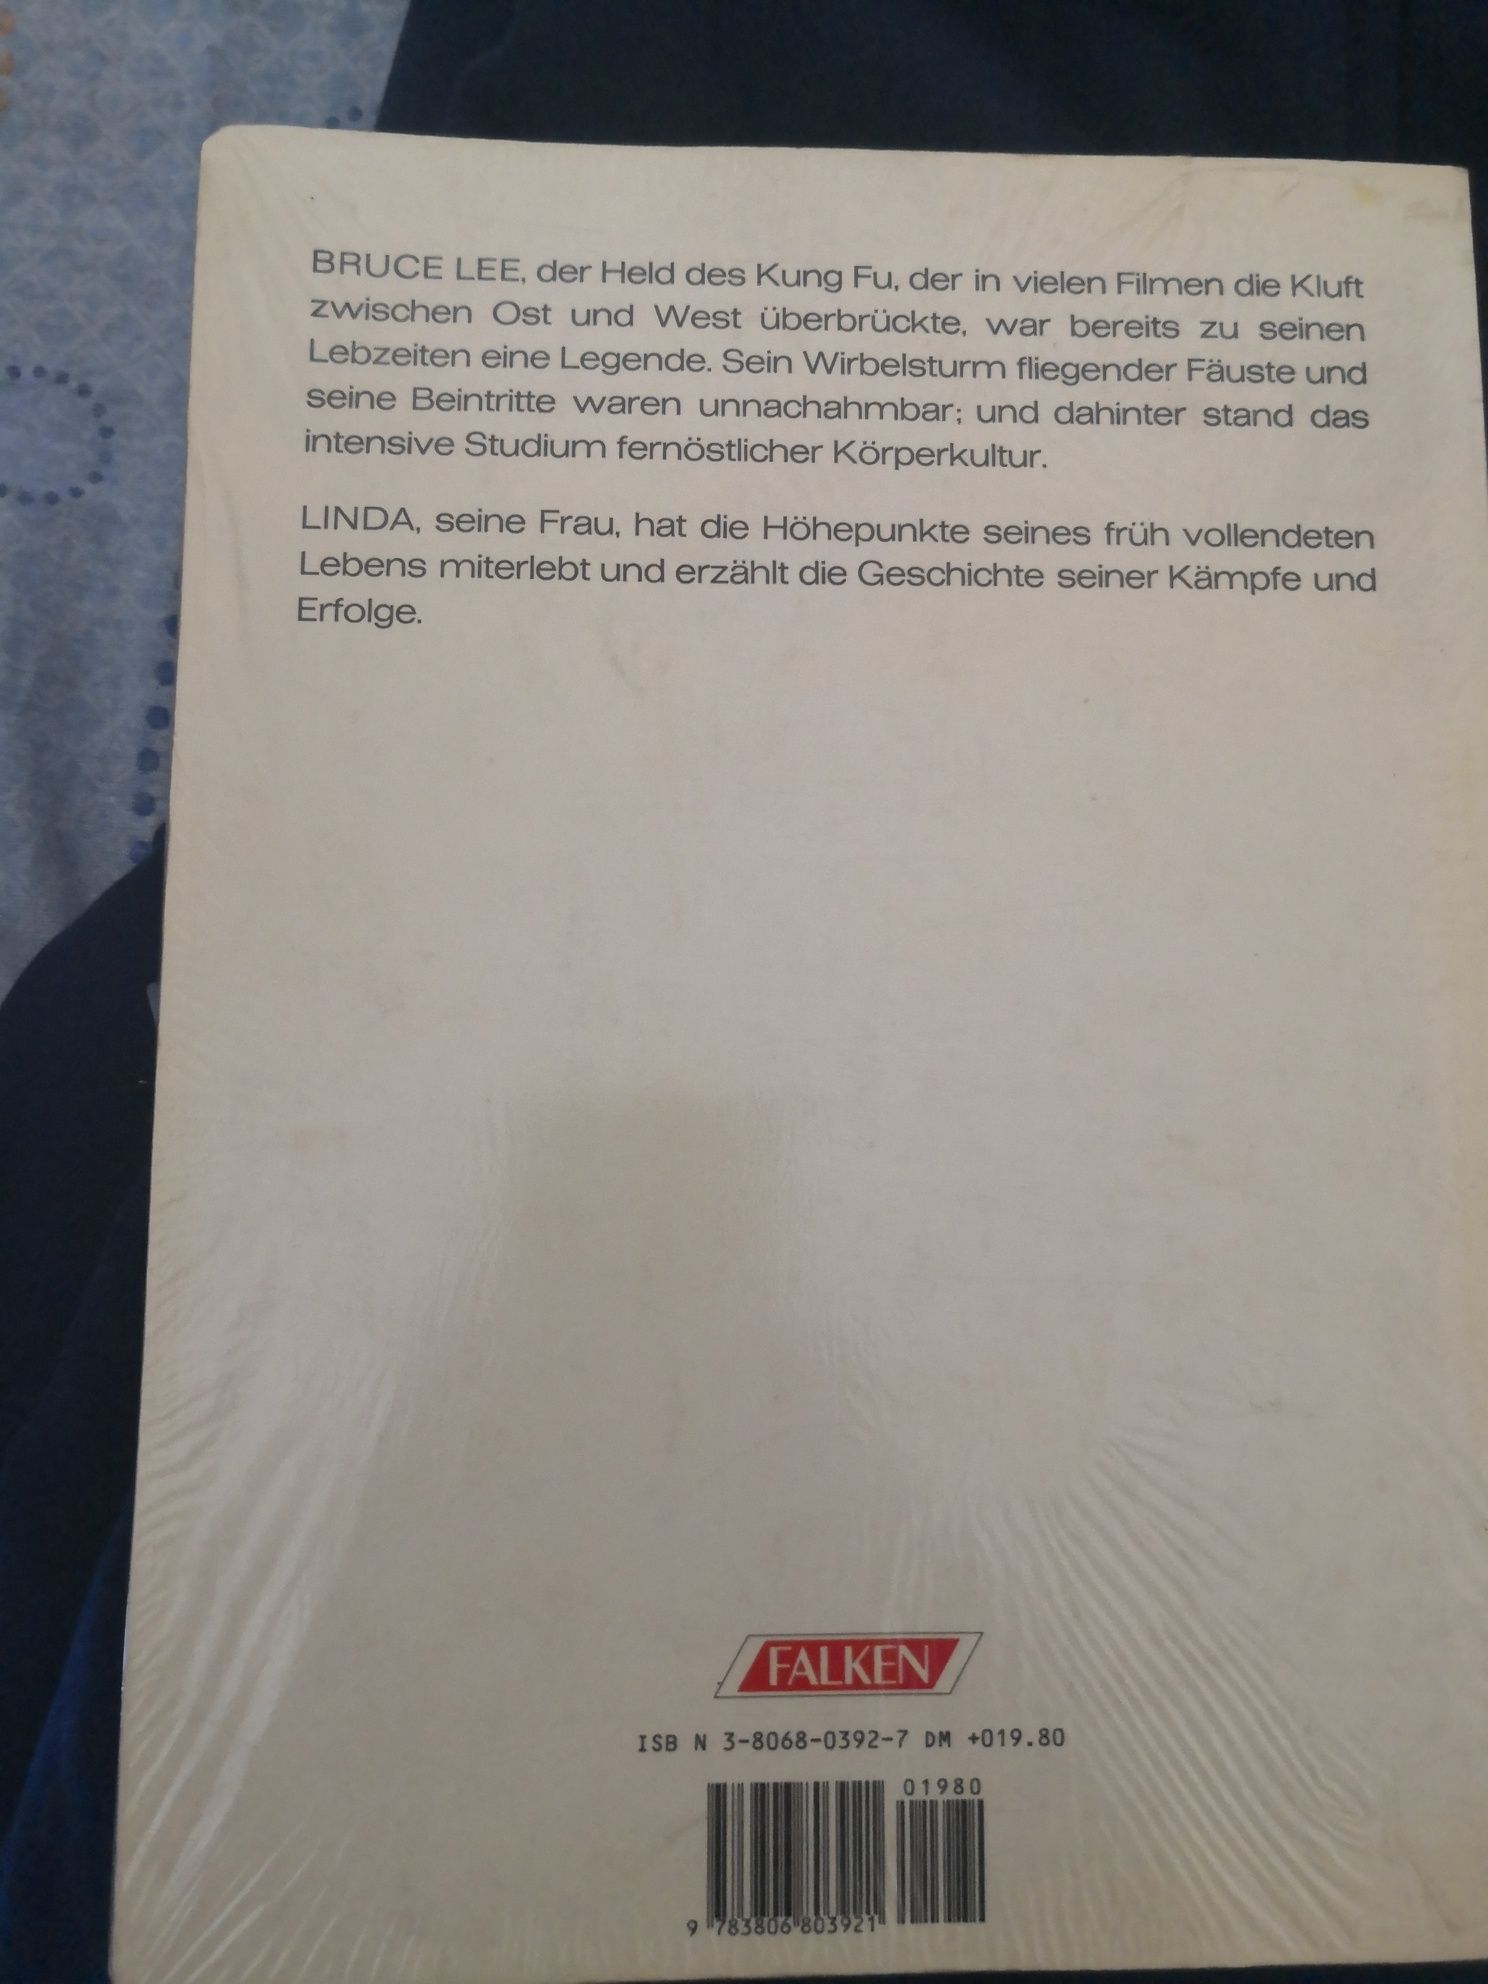 BRUCE LEE, der Held des Kung Fu, der in vielen Filmen die Kluft
zwischen Ost und West überbrückte, war bereits zu seinen
Lebzeiten eine Legende. Sein Wirbelsturm fliegender Fäuste und
seine Beintritte waren unnachahmbar; und dahinter stand das
intensive Studium fernöstlicher Körperkultur.
LINDA, seine Frau, hat die Höhepunkte seines früh vollendeten
Lebens miterlebt und erzählt die Geschichte seiner Kämpfe und
Erfolge.
FALKEN
ISB N 3-8068-0392-7 DM +019.80
01980
9 783806 803921